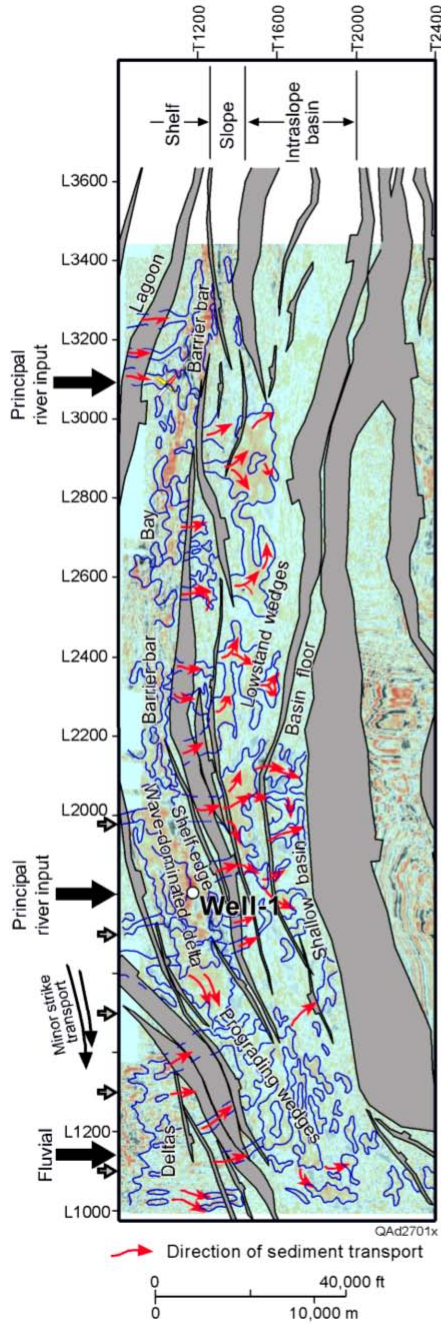 T1200
T1600
T2000
T2400
Shelf
Slope
Intraslope
basin
L3600
L3400
L3200
L3000
L2800
L2600
L2400
L2200
L2000
L1200
L1000
Lagoon
Barrier bar
Principal
river input
Bay
Lowstand wedges
Barrier bar
Basin floor
Shelf edge
Wave-dominated delta
Principal
river input
Well-1
Shallow basin
Minor strike
transport
Prograding wedges
Fluvial
Deltas
QAd2701x
Direction of sediment transport
0 40,000 ft
0 10,000 m